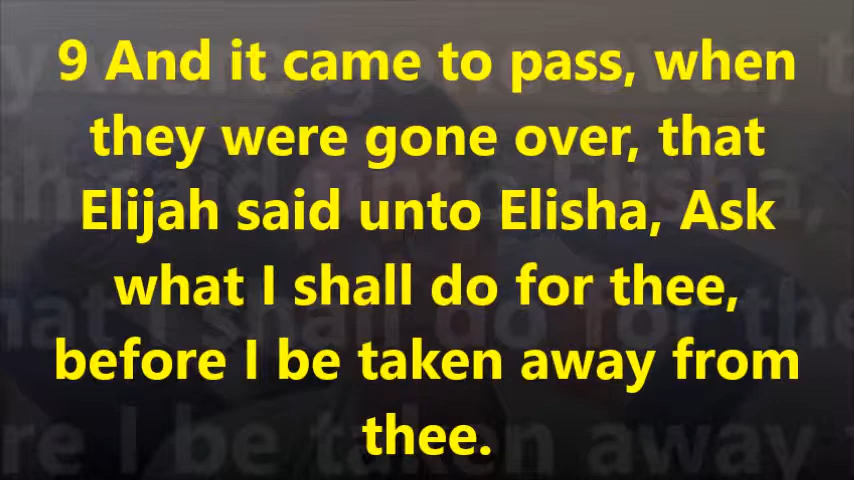 9 And it came to pass, when
they were gone over, that
Elijah said unto Elisha, Ask
what I shall do for thee,
before I be taken away from
thee.